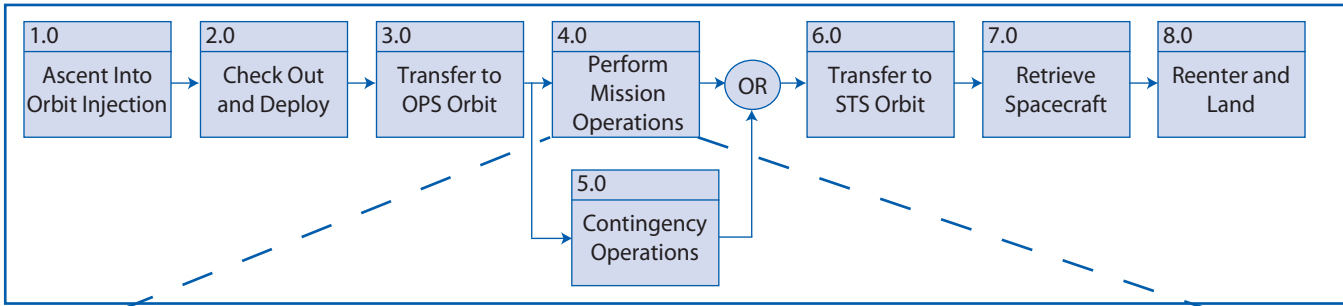 1.0
Ascent Into
Orbit Injection
2.0
Check Out
and Deploy
3.0
Transfer to
OPS Orbit
4.0
Perform
Mission
Operations
5.0
Contingency
Operations
OR
6.0
Transfer to
STS Orbit
7.0
Retrieve
Spacecraft
8.0
Reenter and
Land